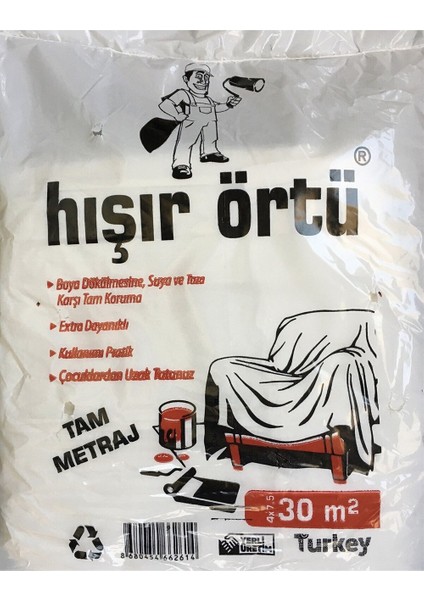 hışır örtü®
Boya Dökülmesine, Suya ve Toza
Karşı Tam Koruma
Extra Dayanıklı
Kullanımı Pratik
Çocuklardan Uzak Tutunuz
TAM
METRAJ
4x7.5 30 m²
8680454662614
YERLİ
ÜRETİM
Turkey